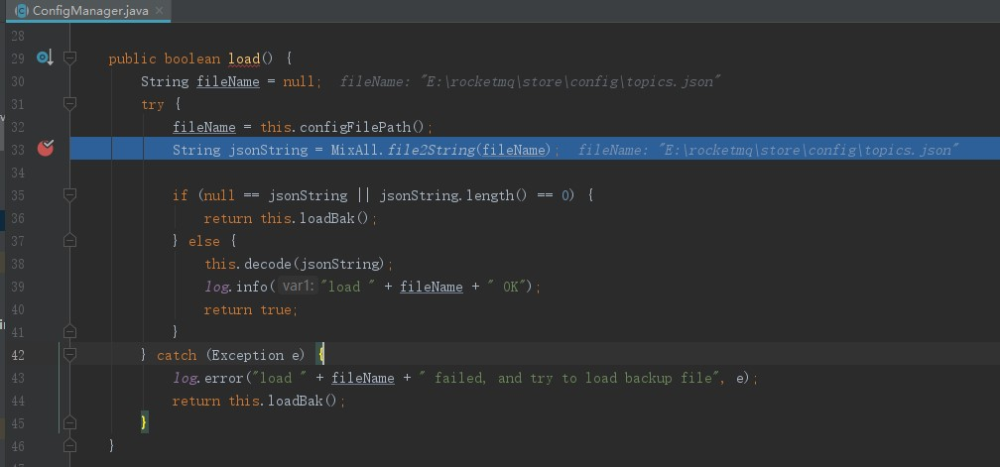 ConfigManager.java
28
29 public boolean load() {
30 String fileName = null; fileName: "E:\rocketmq\store\config\topics.json"
31 try {
32 fileName = this.configFilePath();
33 String jsonString = MixAll.file2String(fileName); fileName: "E:\rocketmq\store\config\topics.json"
34
35 if (null == jsonString || jsonString.length() == 0) {
36 return this.loadBak();
37 } else {
38 this.decode(jsonString);
39 log.info( var1: "load " + fileName + " OK");
40 return true;
41 }
42 } catch (Exception e) {
43 log.error("load " + fileName + " failed, and try to load backup file", e);
44 return this.loadBak();
45 }
46 }
47